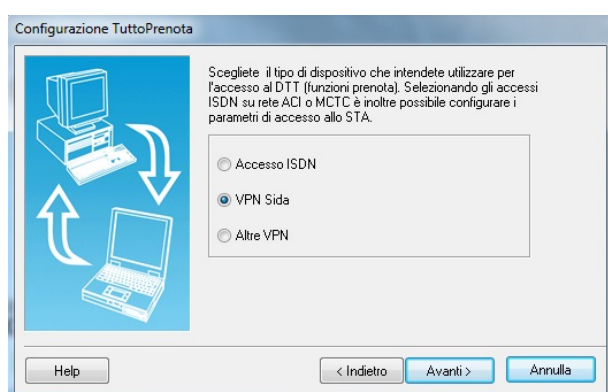 Configurazione TuttoPrenota
Scegliete il tipo di dispositivo che intendete utilizzare per
l'accesso al DTT (funzioni prenota). Selezionando gli accessi
ISDN su rete ACI o MCTC è inoltre possibile configurare i
parametri di accesso allo STA.
Accesso ISDN
VPN Sida
Altre VPN
Help
< Indietro
Avanti >
Annulla